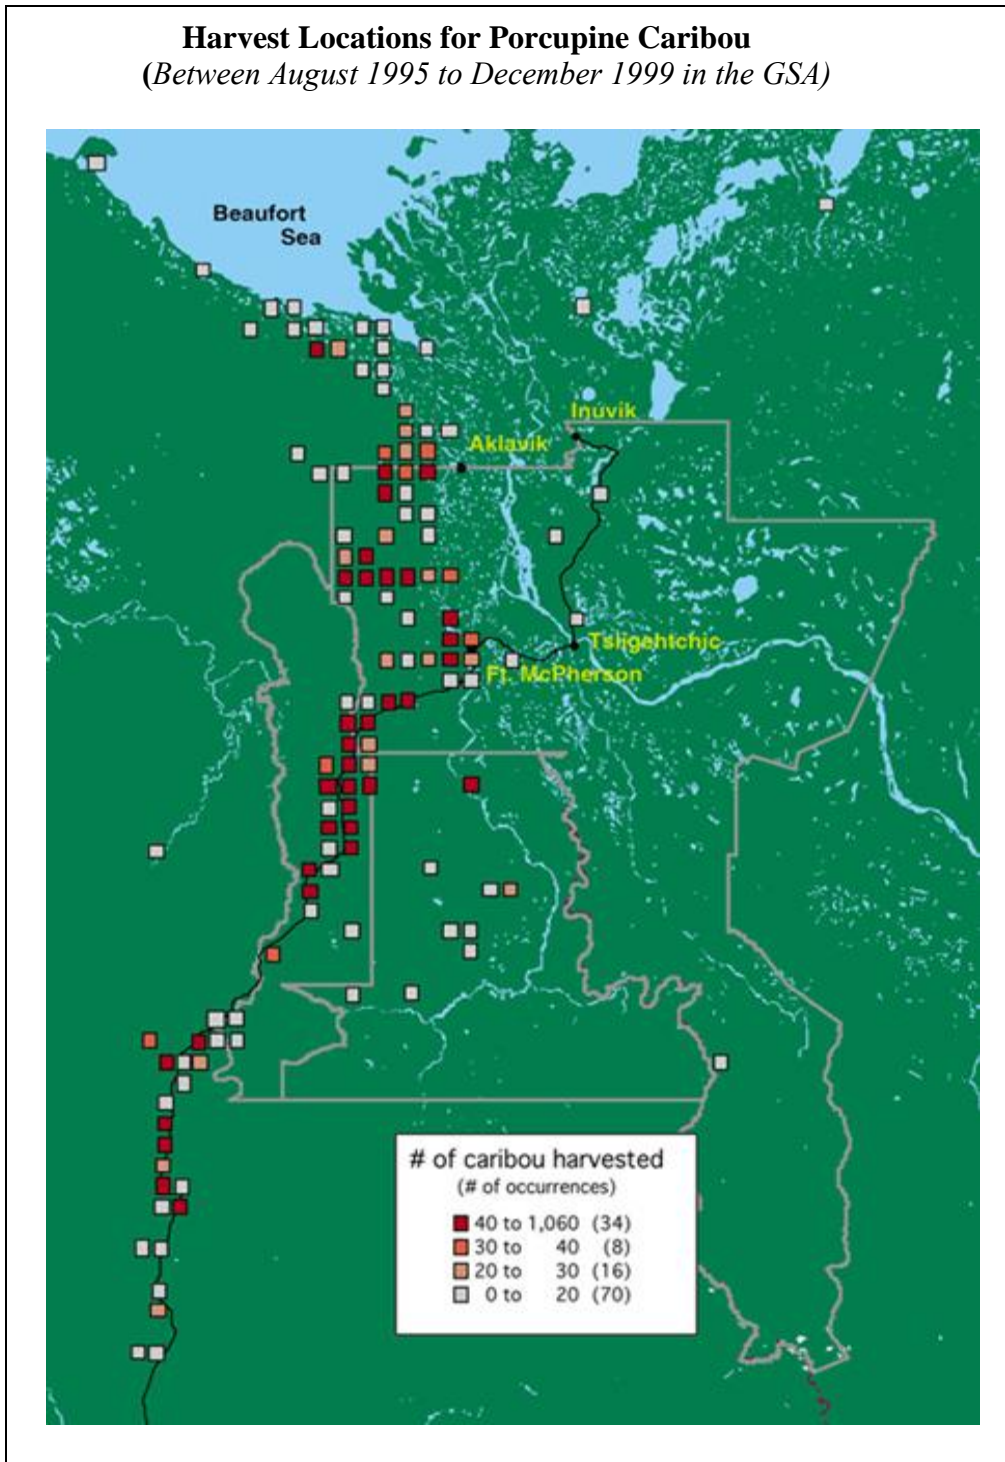 Harvest Locations for Porcupine Caribou
(Between August 1995 to December 1999 in the GSA)
Beaufort
Sea
Inuvik
Aklavik
Tsiigehtchic
Ft. McPherson
# of caribou harvested
(# of occurrences)
40 to 1,060 (34)
30 to 40 (8)
20 to 30 (16)
0 to 20 (70)